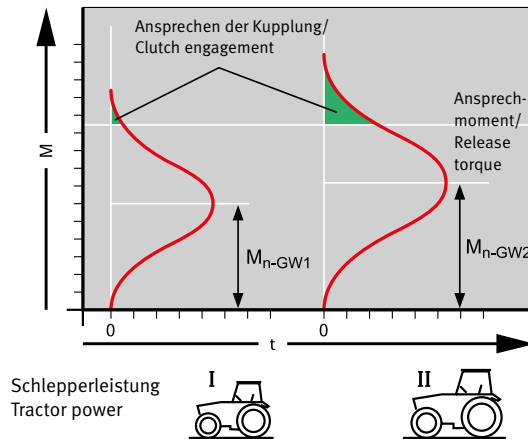 Ansprechen der Kupplung/
Clutch engagement
Ansprech-
moment/
Release
torque
M
Mn-GW1
Mn-GW2
0
0
t
Schlepperleistung
Tractor power
I
II